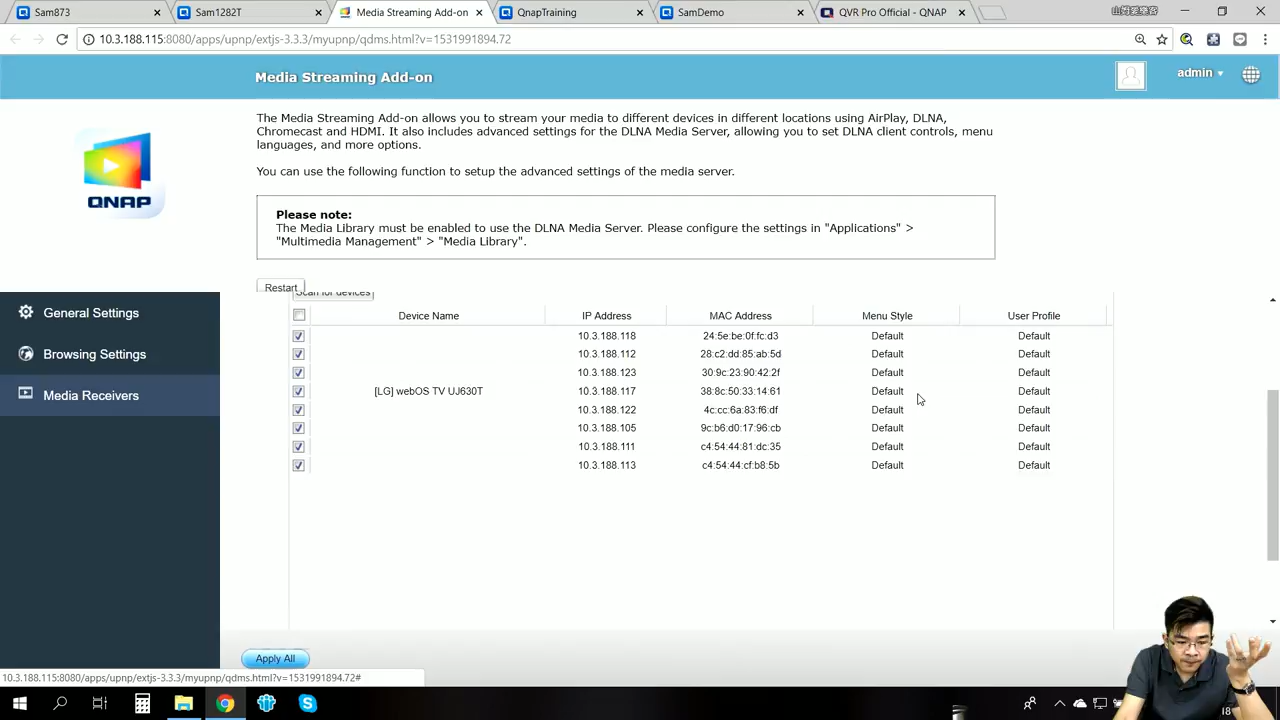 Sam873
Sam1282T
Media Streaming Add-on
QnapTraining
SamDemo
QVR Pro Official - QNAP
10.3.188.115:8080/apps/upnp/extjs-3.3.3/myupnp/qdms.html?v=1531991894.72
Media Streaming Add-on
admin
The Media Streaming Add-on allows you to stream your media to different devices in different locations using AirPlay, DLNA,
Chromecast and HDMI. It also includes advanced settings for the DLNA Media Server, allowing you to set DLNA client controls, menu
languages, and more options.
You can use the following function to setup the advanced settings of the media server.
QNAP
Please note:
The Media Library must be enabled to use the DLNA Media Server. Please configure the settings in "Applications" >
"Multimedia Management" > "Media Library".
Restart
Scan for devices
General Settings
Browsing Settings
Media Receivers
Device Name IP Address MAC Address Menu Style User Profile
10.3.188.118 24:5e:be:0f:fc:d3 Default Default
10.3.188.112 28:c2:dd:85:ab:5d Default Default
10.3.188.123 30:9c:23:90:42:2f Default Default
[LG] webOS TV UJ630T 10.3.188.117 38:8c:50:33:14:61 Default Default
10.3.188.122 4c:cc:6a:83:f6:df Default Default
10.3.188.105 9c:b6:d0:17:96:cb Default Default
10.3.188.111 c4:54:44:81:dc:35 Default Default
10.3.188.113 c4:54:44:cf:b8:5b Default Default
Apply All
10.3.188.115:8080/apps/upnp/extjs-3.3.3/myupnp/qdms.html?v=1531991894.72#